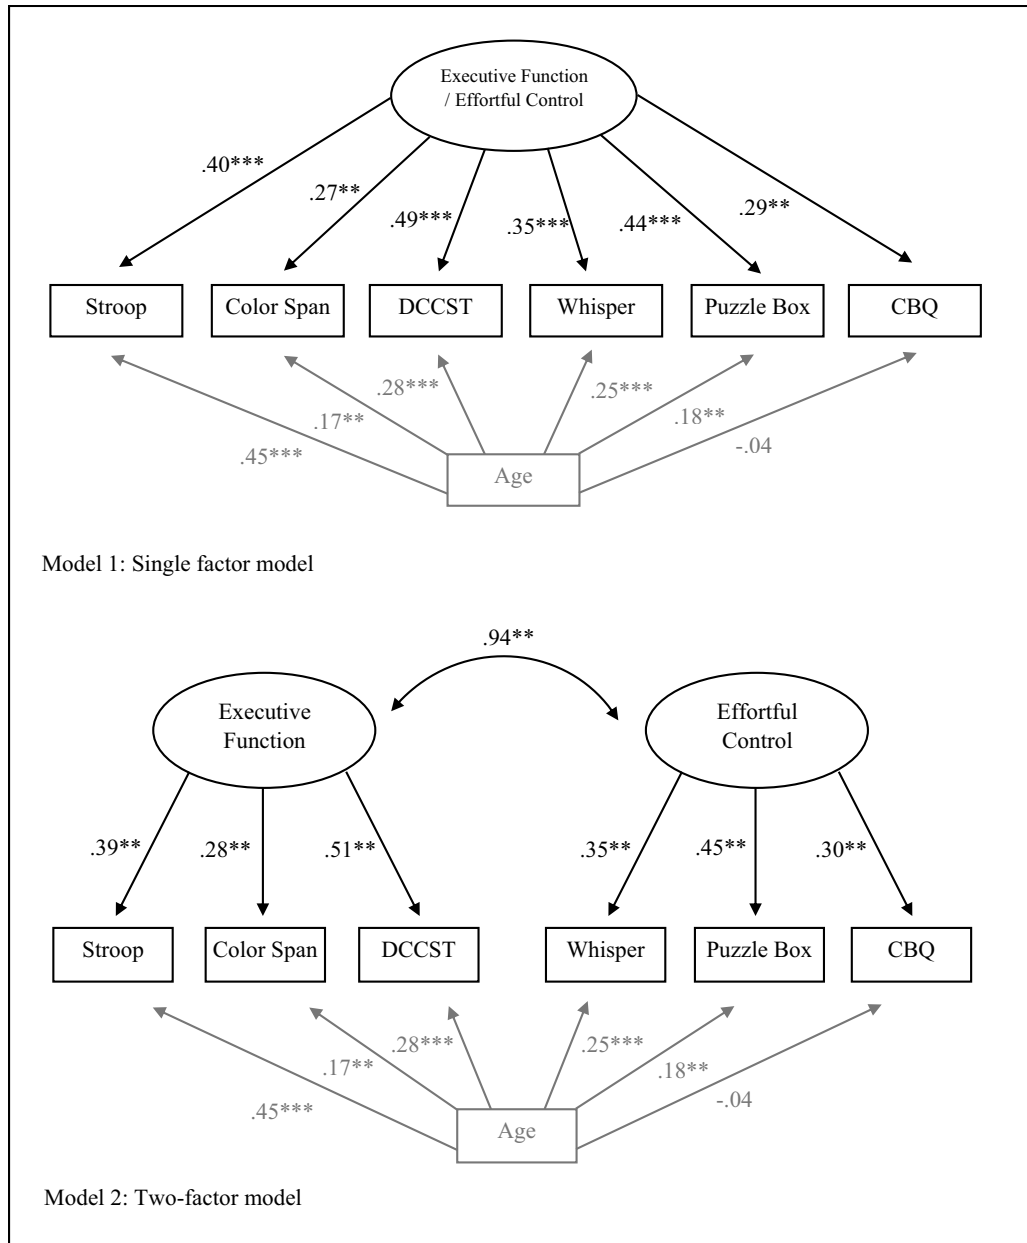 Executive Function
/ Effortful Control
.40***
.27**
.49***
.35***
.44***
.29**
Stroop
Color Span
DCCST
Whisper
Puzzle Box
CBQ
.45***
.17**
.28***
.25***
.18**
-.04
Age
Model 1: Single factor model
.94**
Executive
Function
Effortful
Control
.39**
.28**
.51**
.35**
.45**
.30**
Stroop
Color Span
DCCST
Whisper
Puzzle Box
CBQ
.45***
.17**
.28***
.25***
.18**
-.04
Age
Model 2: Two-factor model